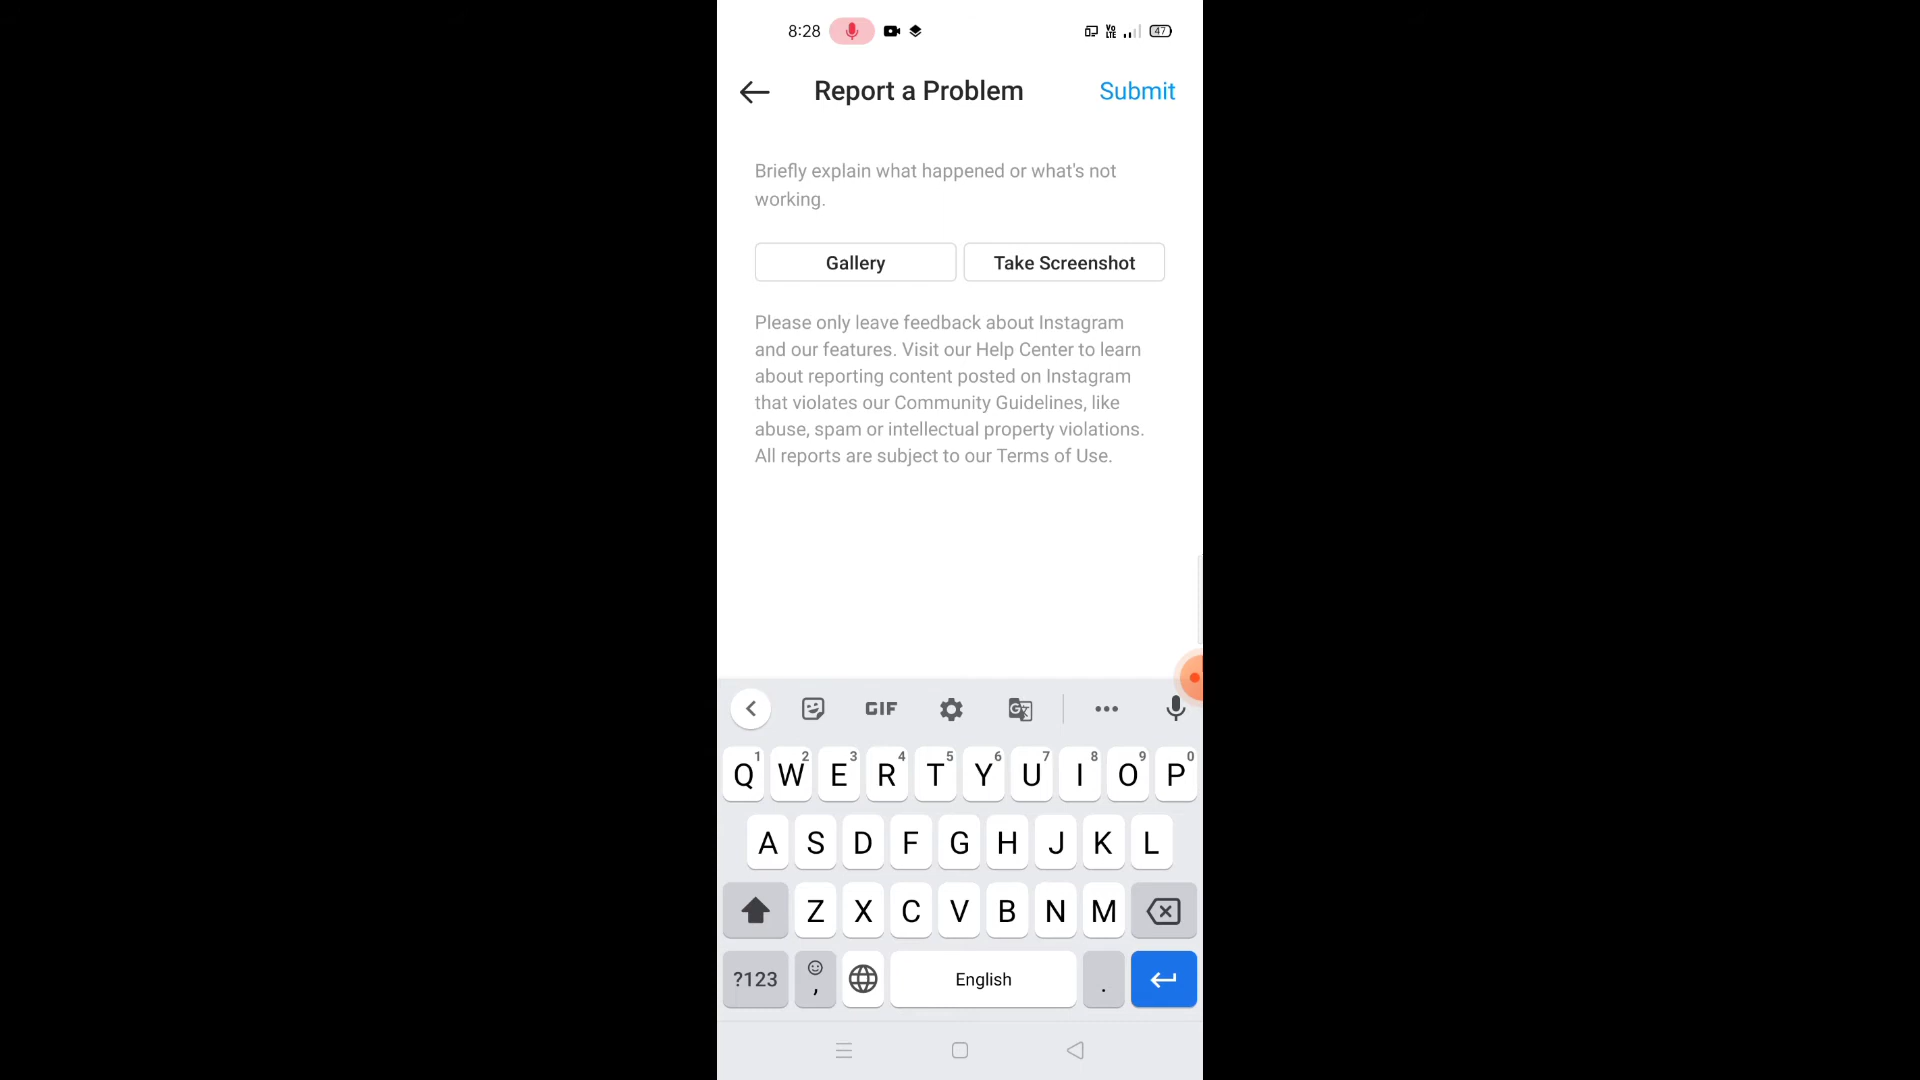 8:28 Vo LTE 47
Report a Problem Submit
Briefly explain what happened or what's not
working.
Gallery Take Screenshot
Please only leave feedback about Instagram
and our features. Visit our Help Center to learn
about reporting content posted on Instagram
that violates our Community Guidelines, like
abuse, spam or intellectual property violations.
All reports are subject to our Terms of Use.
GIF G
1 2 3 4 5 6 7 8 9 0
Q W E R T Y U I O P
A S D F G H J K L
Z X C V B N M
?123 , English .